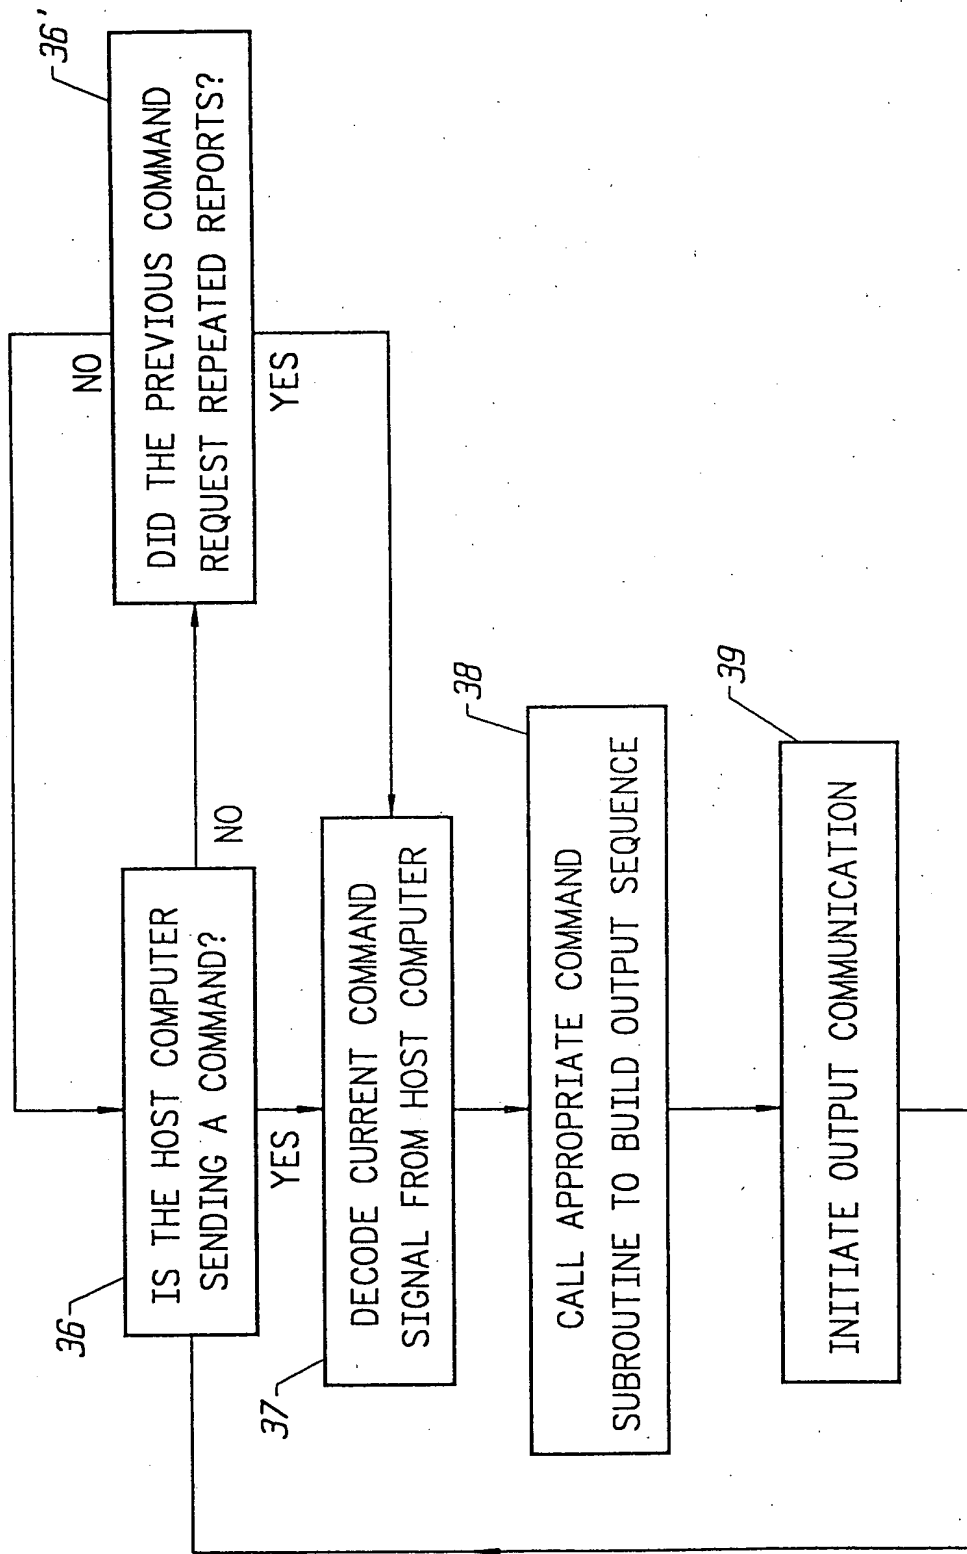 36
IS THE HOST COMPUTER
SENDING A COMMAND?
NO
YES
36'
DID THE PREVIOUS COMMAND
REQUEST REPEATED REPORTS?
NO
YES
37
DECODE CURRENT COMMAND
SIGNAL FROM HOST COMPUTER
38
CALL APPROPRIATE COMMAND
SUBROUTINE TO BUILD OUTPUT SEQUENCE
39
INITIATE OUTPUT COMMUNICATION